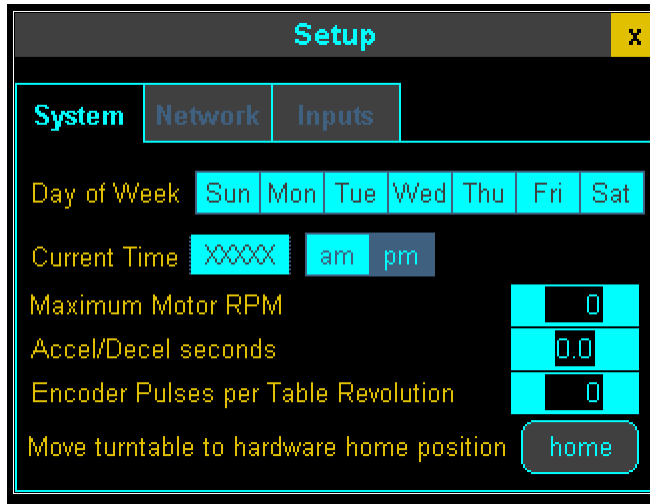 Setup x
System Network Inputs
Day of Week Sun Mon Tue Wed Thu Fri Sat
Current Time XXXXX am pm
Maximum Motor RPM 0
Accel/Decel seconds 0.0
Encoder Pulses per Table Revolution 0
Move turntable to hardware home position home